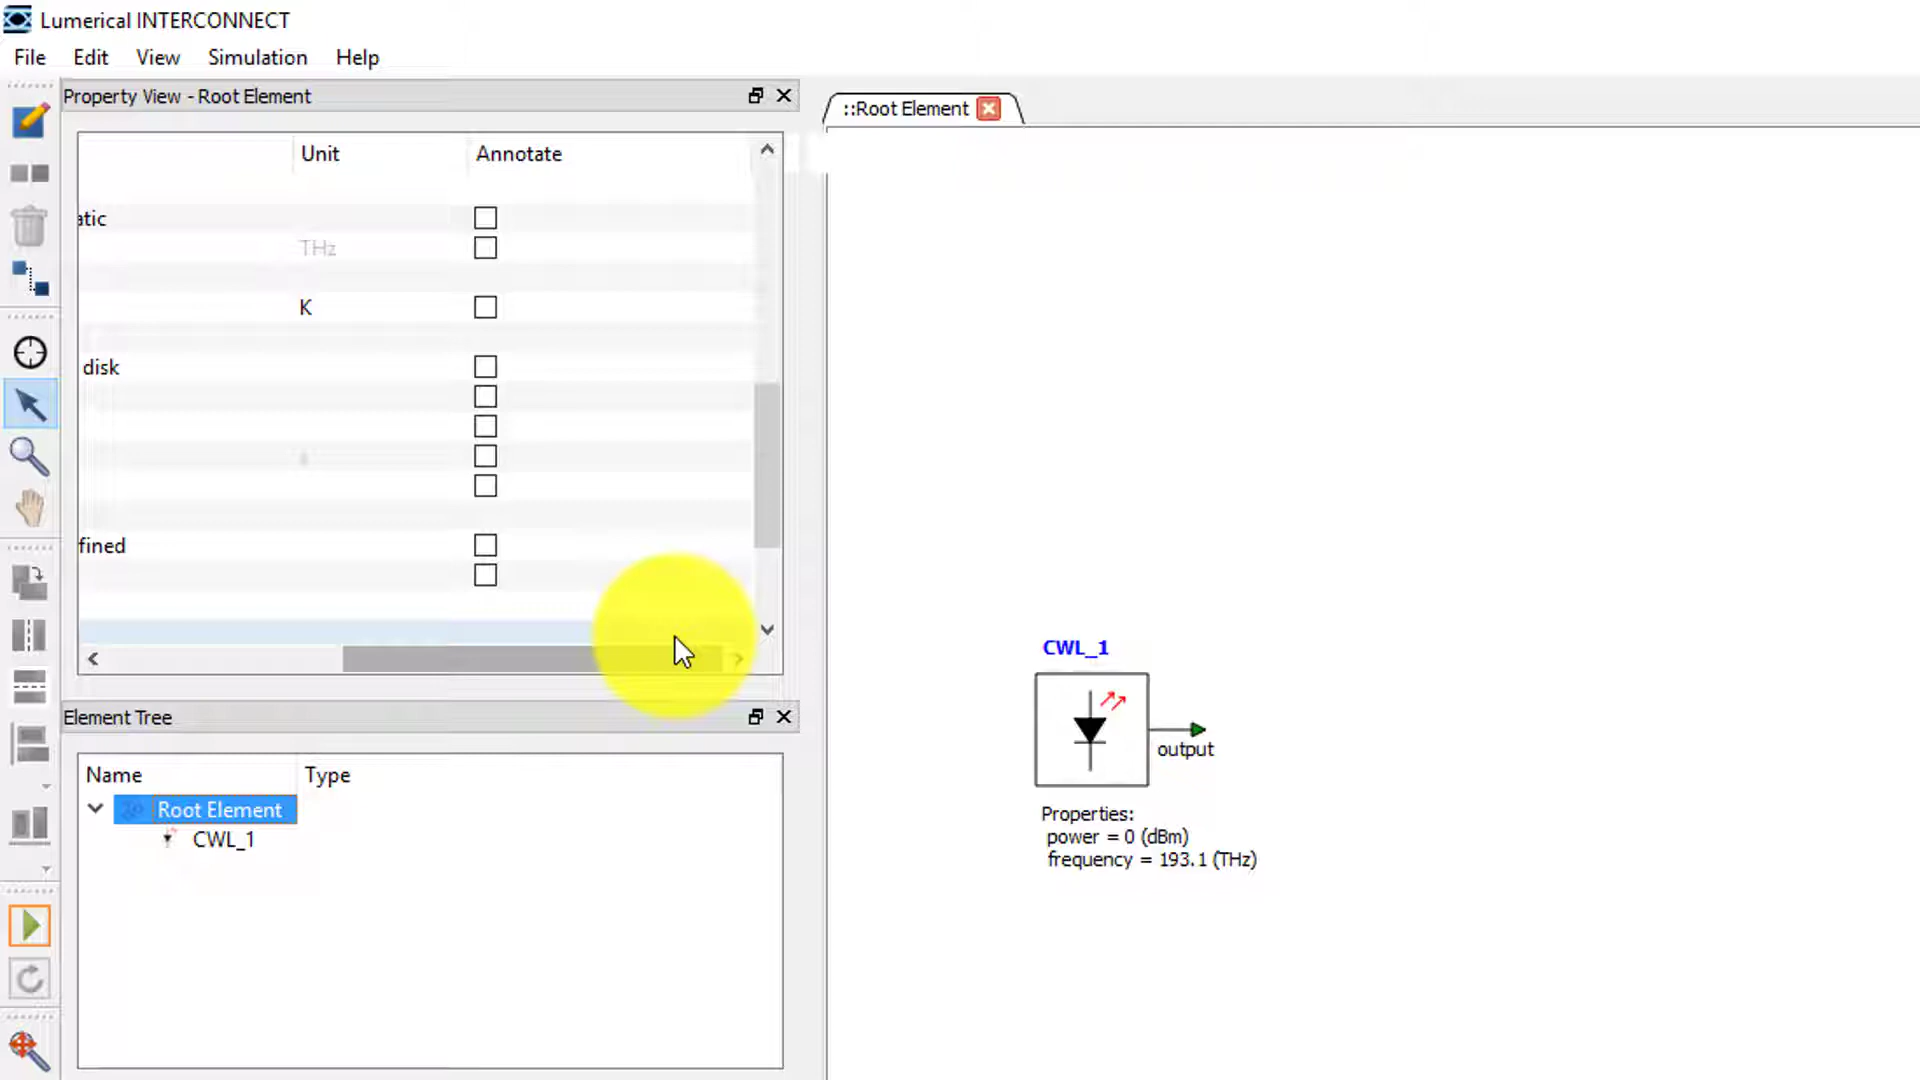 Lumerical INTERCONNECT
File Edit View Simulation Help
Property View - Root Element
::Root Element
Unit Annotate
atic
THz
K
disk
fined
CWL_1
output
Properties:
power = 0 (dBm)
frequency = 193.1 (THz)
Element Tree
Name Type
Root Element
CWL_1